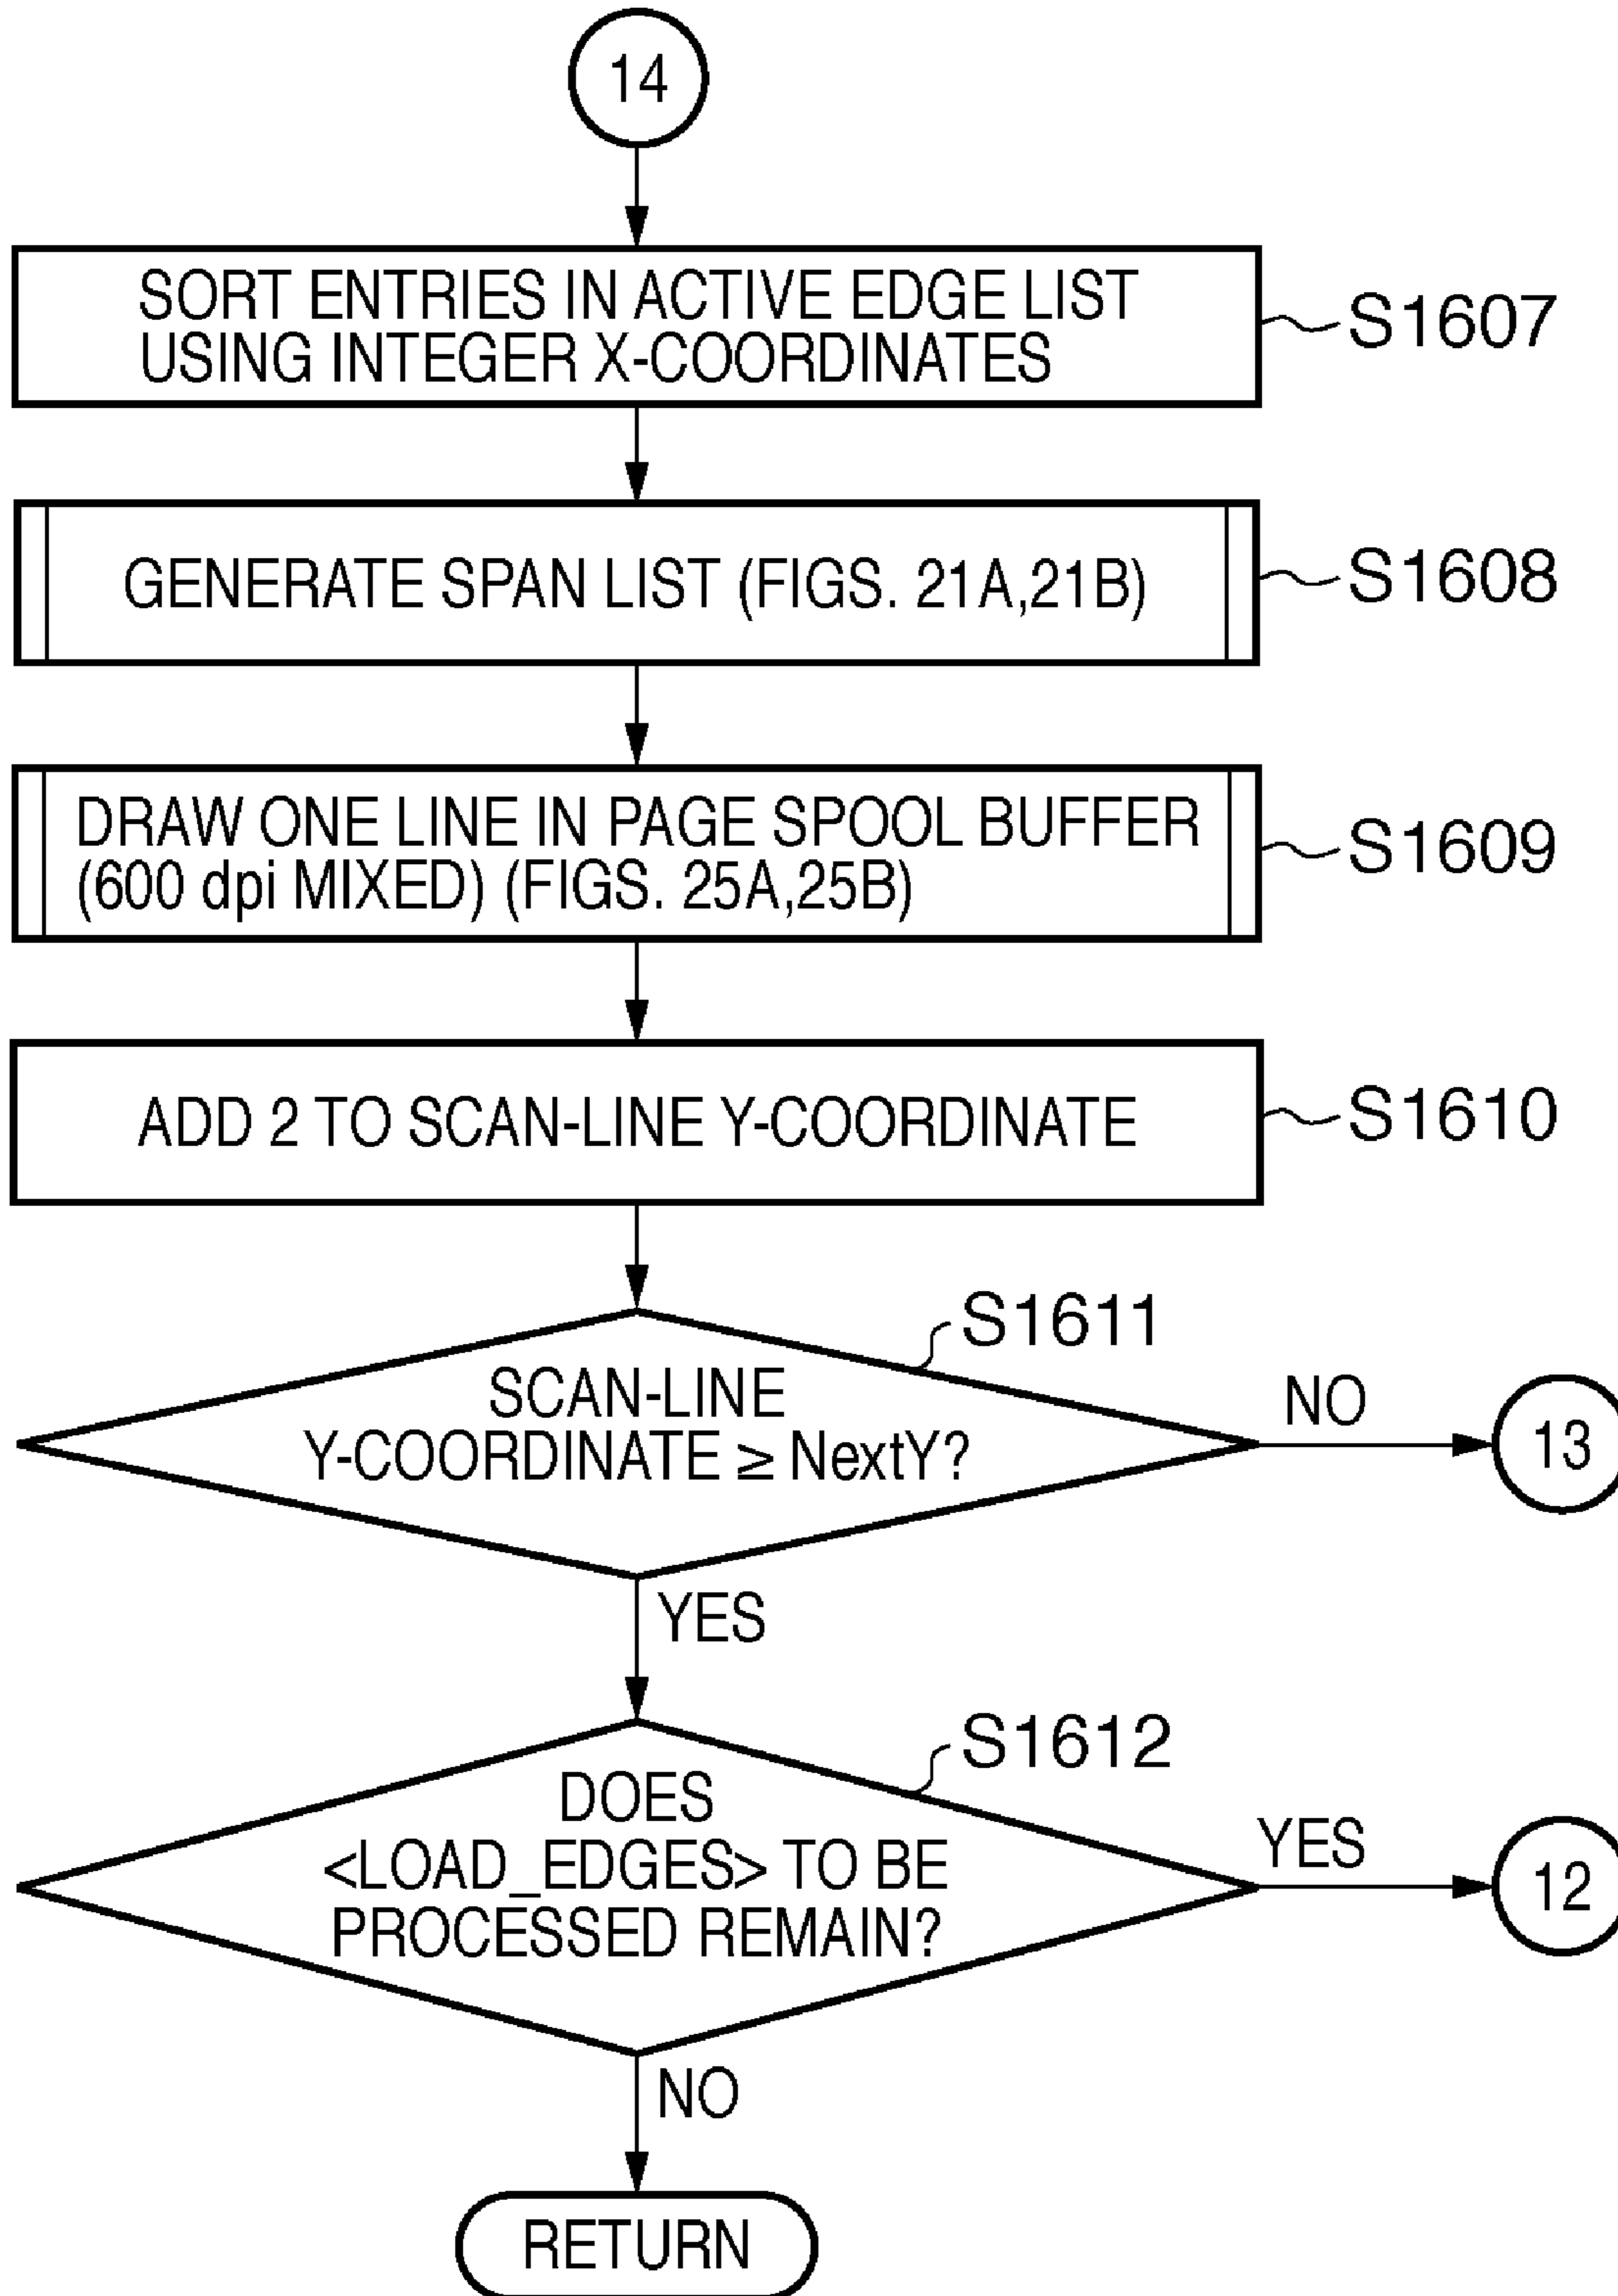 14
SORT ENTRIES IN ACTIVE EDGE LIST
USING INTEGER X-COORDINATES
S1607
GENERATE SPAN LIST (FIGS. 21A,21B)
S1608
DRAW ONE LINE IN PAGE SPOOL BUFFER
(600 dpi MIXED) (FIGS. 25A,25B)
S1609
ADD 2 TO SCAN-LINE Y-COORDINATE
S1610
S1611
SCAN-LINE
Y-COORDINATE ≥ NextY?
NO
13
YES
S1612
DOES
<LOAD_EDGES> TO BE
PROCESSED REMAIN?
YES
12
NO
RETURN